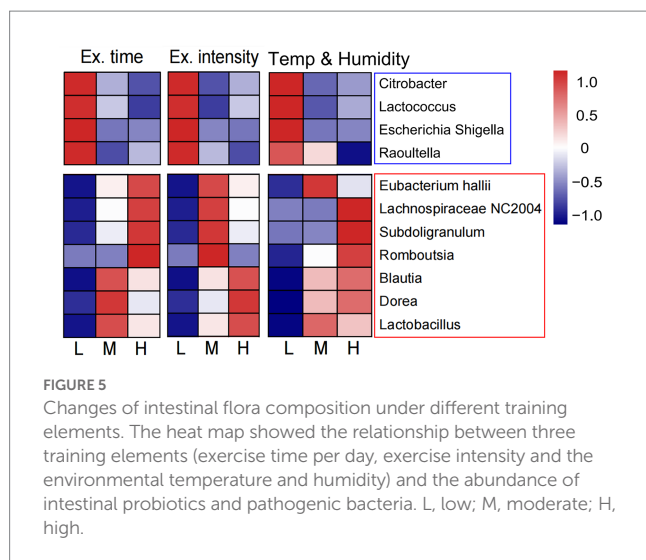 Ex. time Ex. intensity Temp & Humidity
Citrobacter
Lactococcus
Escherichia Shigella
Raoultella
Eubacterium hallii
Lachnospiraceae NC2004
Subdoligranulum
Romboutsia
Blautia
Dorea
Lactobacillus
1.0
0.5
0
−0.5
−1.0
L M H L M H L M H
FIGURE 5
Changes of intestinal flora composition under different training
elements. The heat map showed the relationship between three
training elements (exercise time per day, exercise intensity and the
environmental temperature and humidity) and the abundance of
intestinal probiotics and pathogenic bacteria. L, low; M, moderate; H,
high.